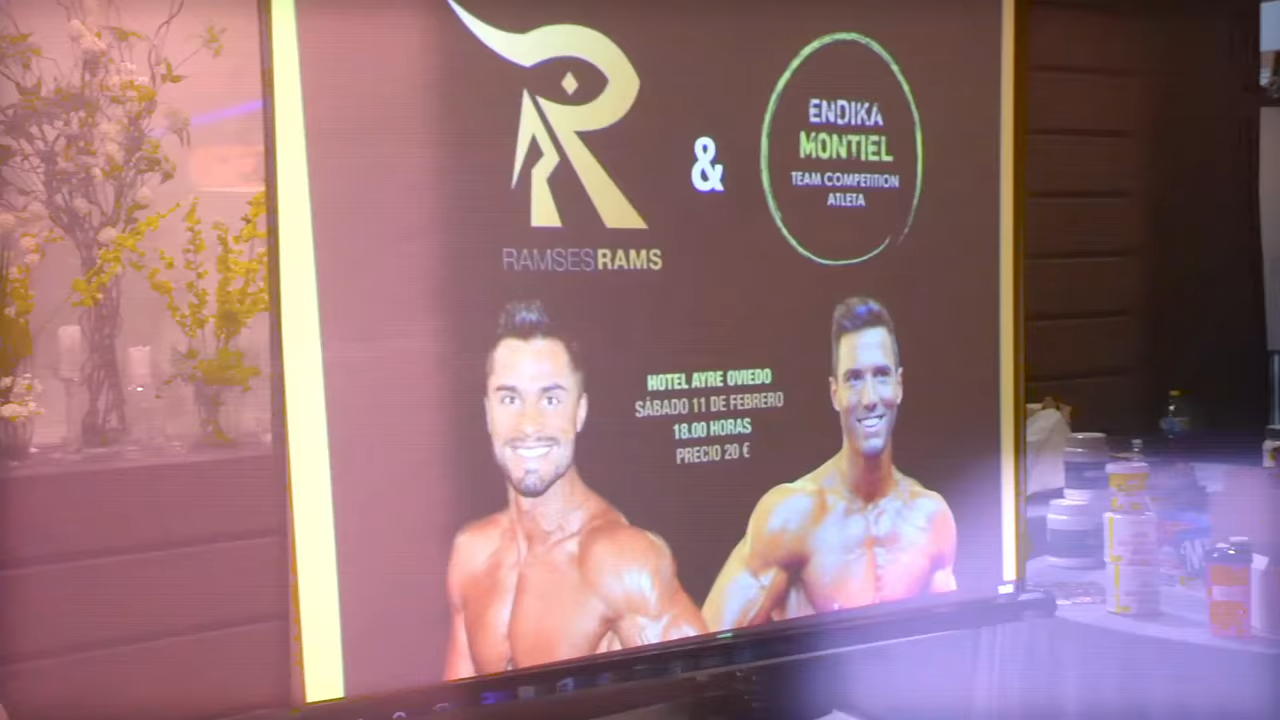 RAMSESRAMS
&
ENDIKA
MONTIEL
TEAM COMPETITION
ATLETA
HOTEL AYRE OVIEDO
SÁBADO 11 DE FEBRERO
18.00 HORAS
PRECIO 20 €